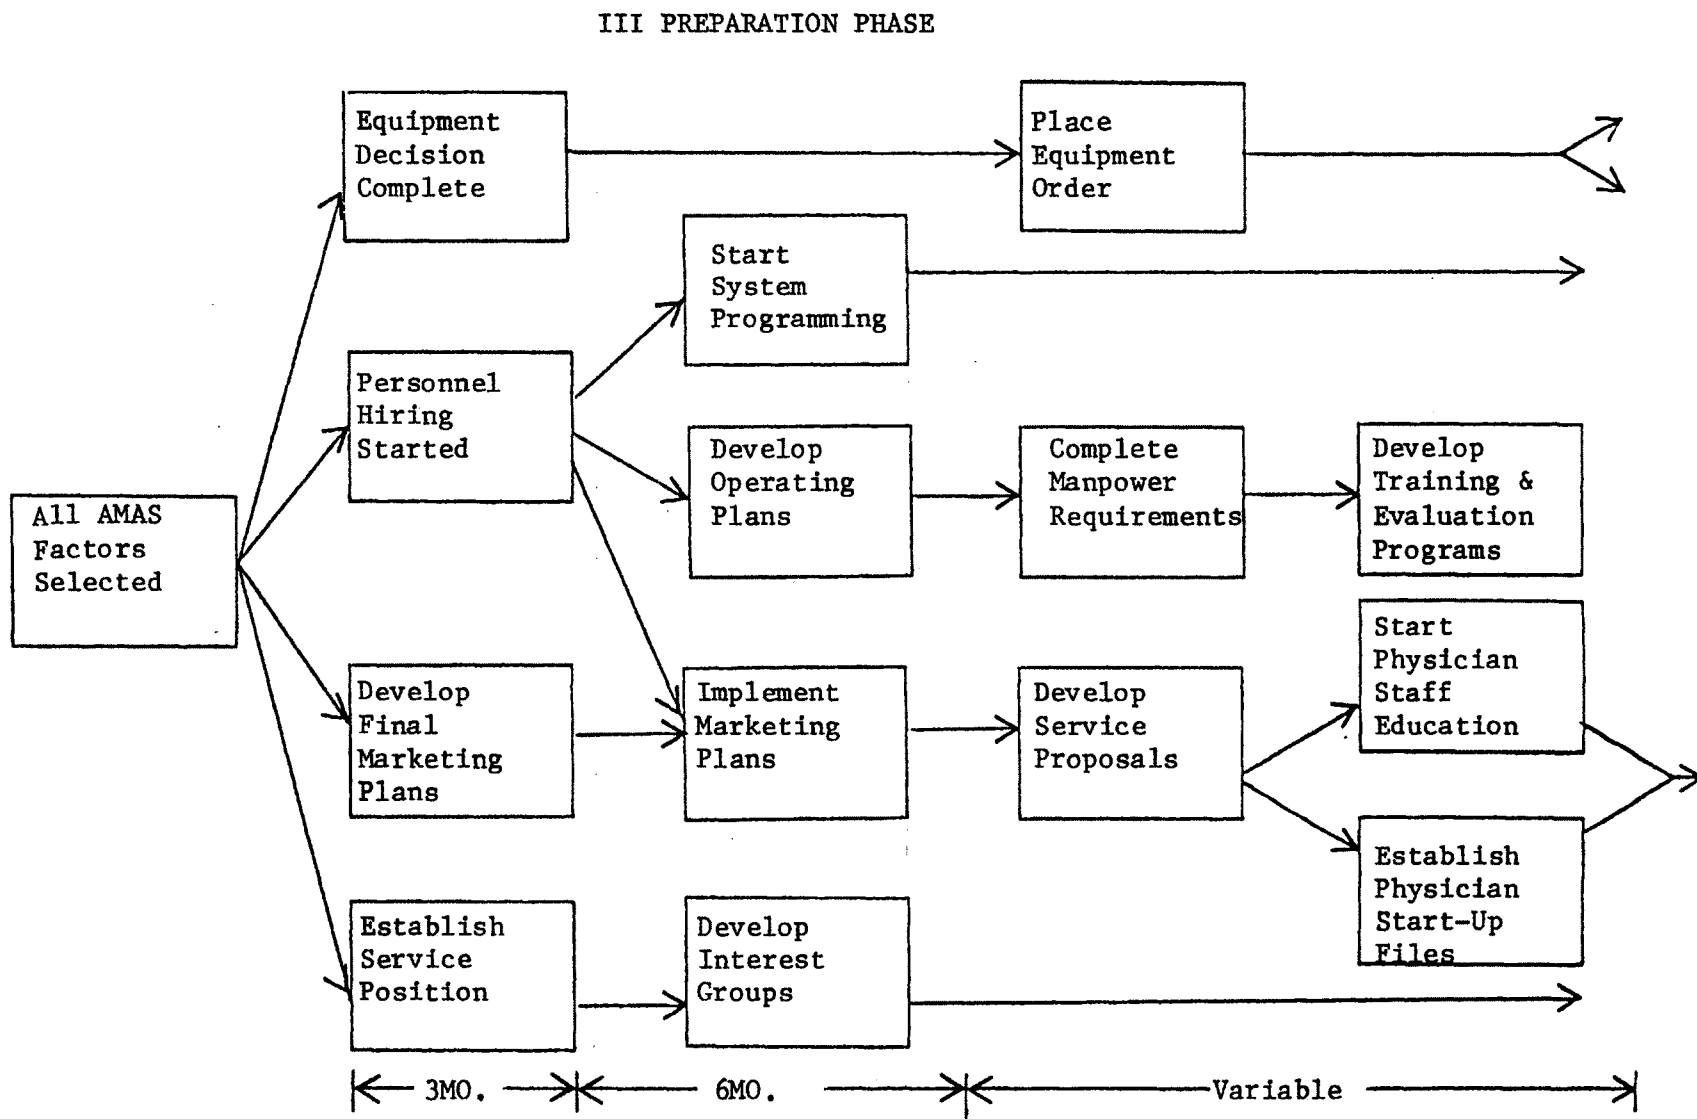 III PREPARATION PHASE
Equipment
Decision
Complete
Place
Equipment
Order
Start
System
Programming
Personnel
Hiring
Started
Develop
Operating
Plans
Complete
Manpower
Requirements
Develop
Training &
Evaluation
Programs
All AMAS
Factors
Selected
Develop
Final
Marketing
Plans
Implement
Marketing
Plans
Develop
Service
Proposals
Start
Physician
Staff
Education
Establish
Physician
Start-Up
Files
Establish
Service
Position
Develop
Interest
Groups
3MO.
6MO.
Variable